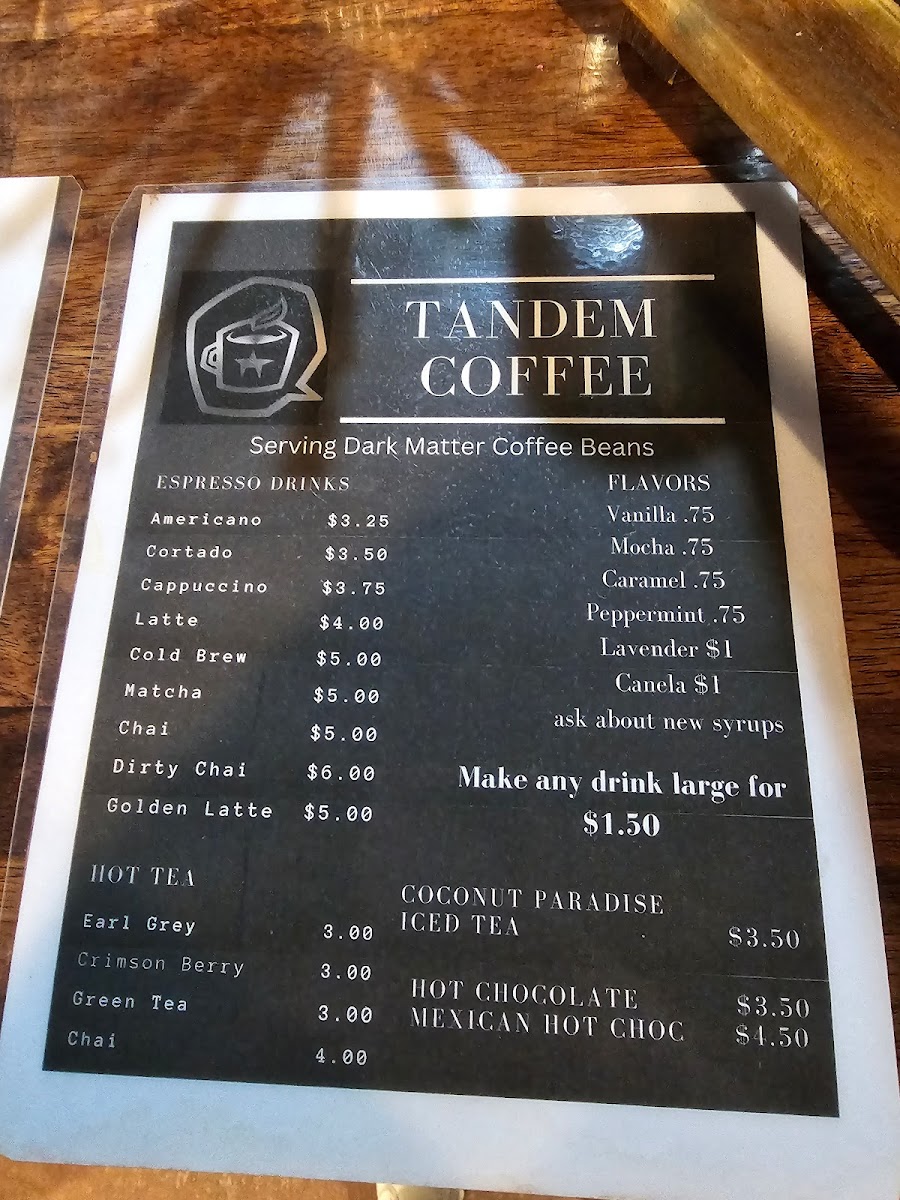 TANDEM
COFFEE
Serving Dark Matter Coffee Beans
ESPRESSO DRINKS
Americano $3.25
Cortado $3.50
Cappuccino $3.75
Latte $4.00
Cold Brew $5.00
Matcha $5.00
Chai $5.00
Dirty Chai $6.00
Golden Latte $5.00
FLAVORS
Vanilla .75
Mocha .75
Caramel .75
Peppermint .75
Lavender $1
Canela $1
ask about new syrups
Make any drink large for
$1.50
HOT TEA
Earl Grey 3.00
Crimson Berry 3.00
Green Tea 3.00
Chai 4.00
COCONUT PARADISE
ICED TEA $3.50
HOT CHOCOLATE $3.50
MEXICAN HOT CHOC $4.50